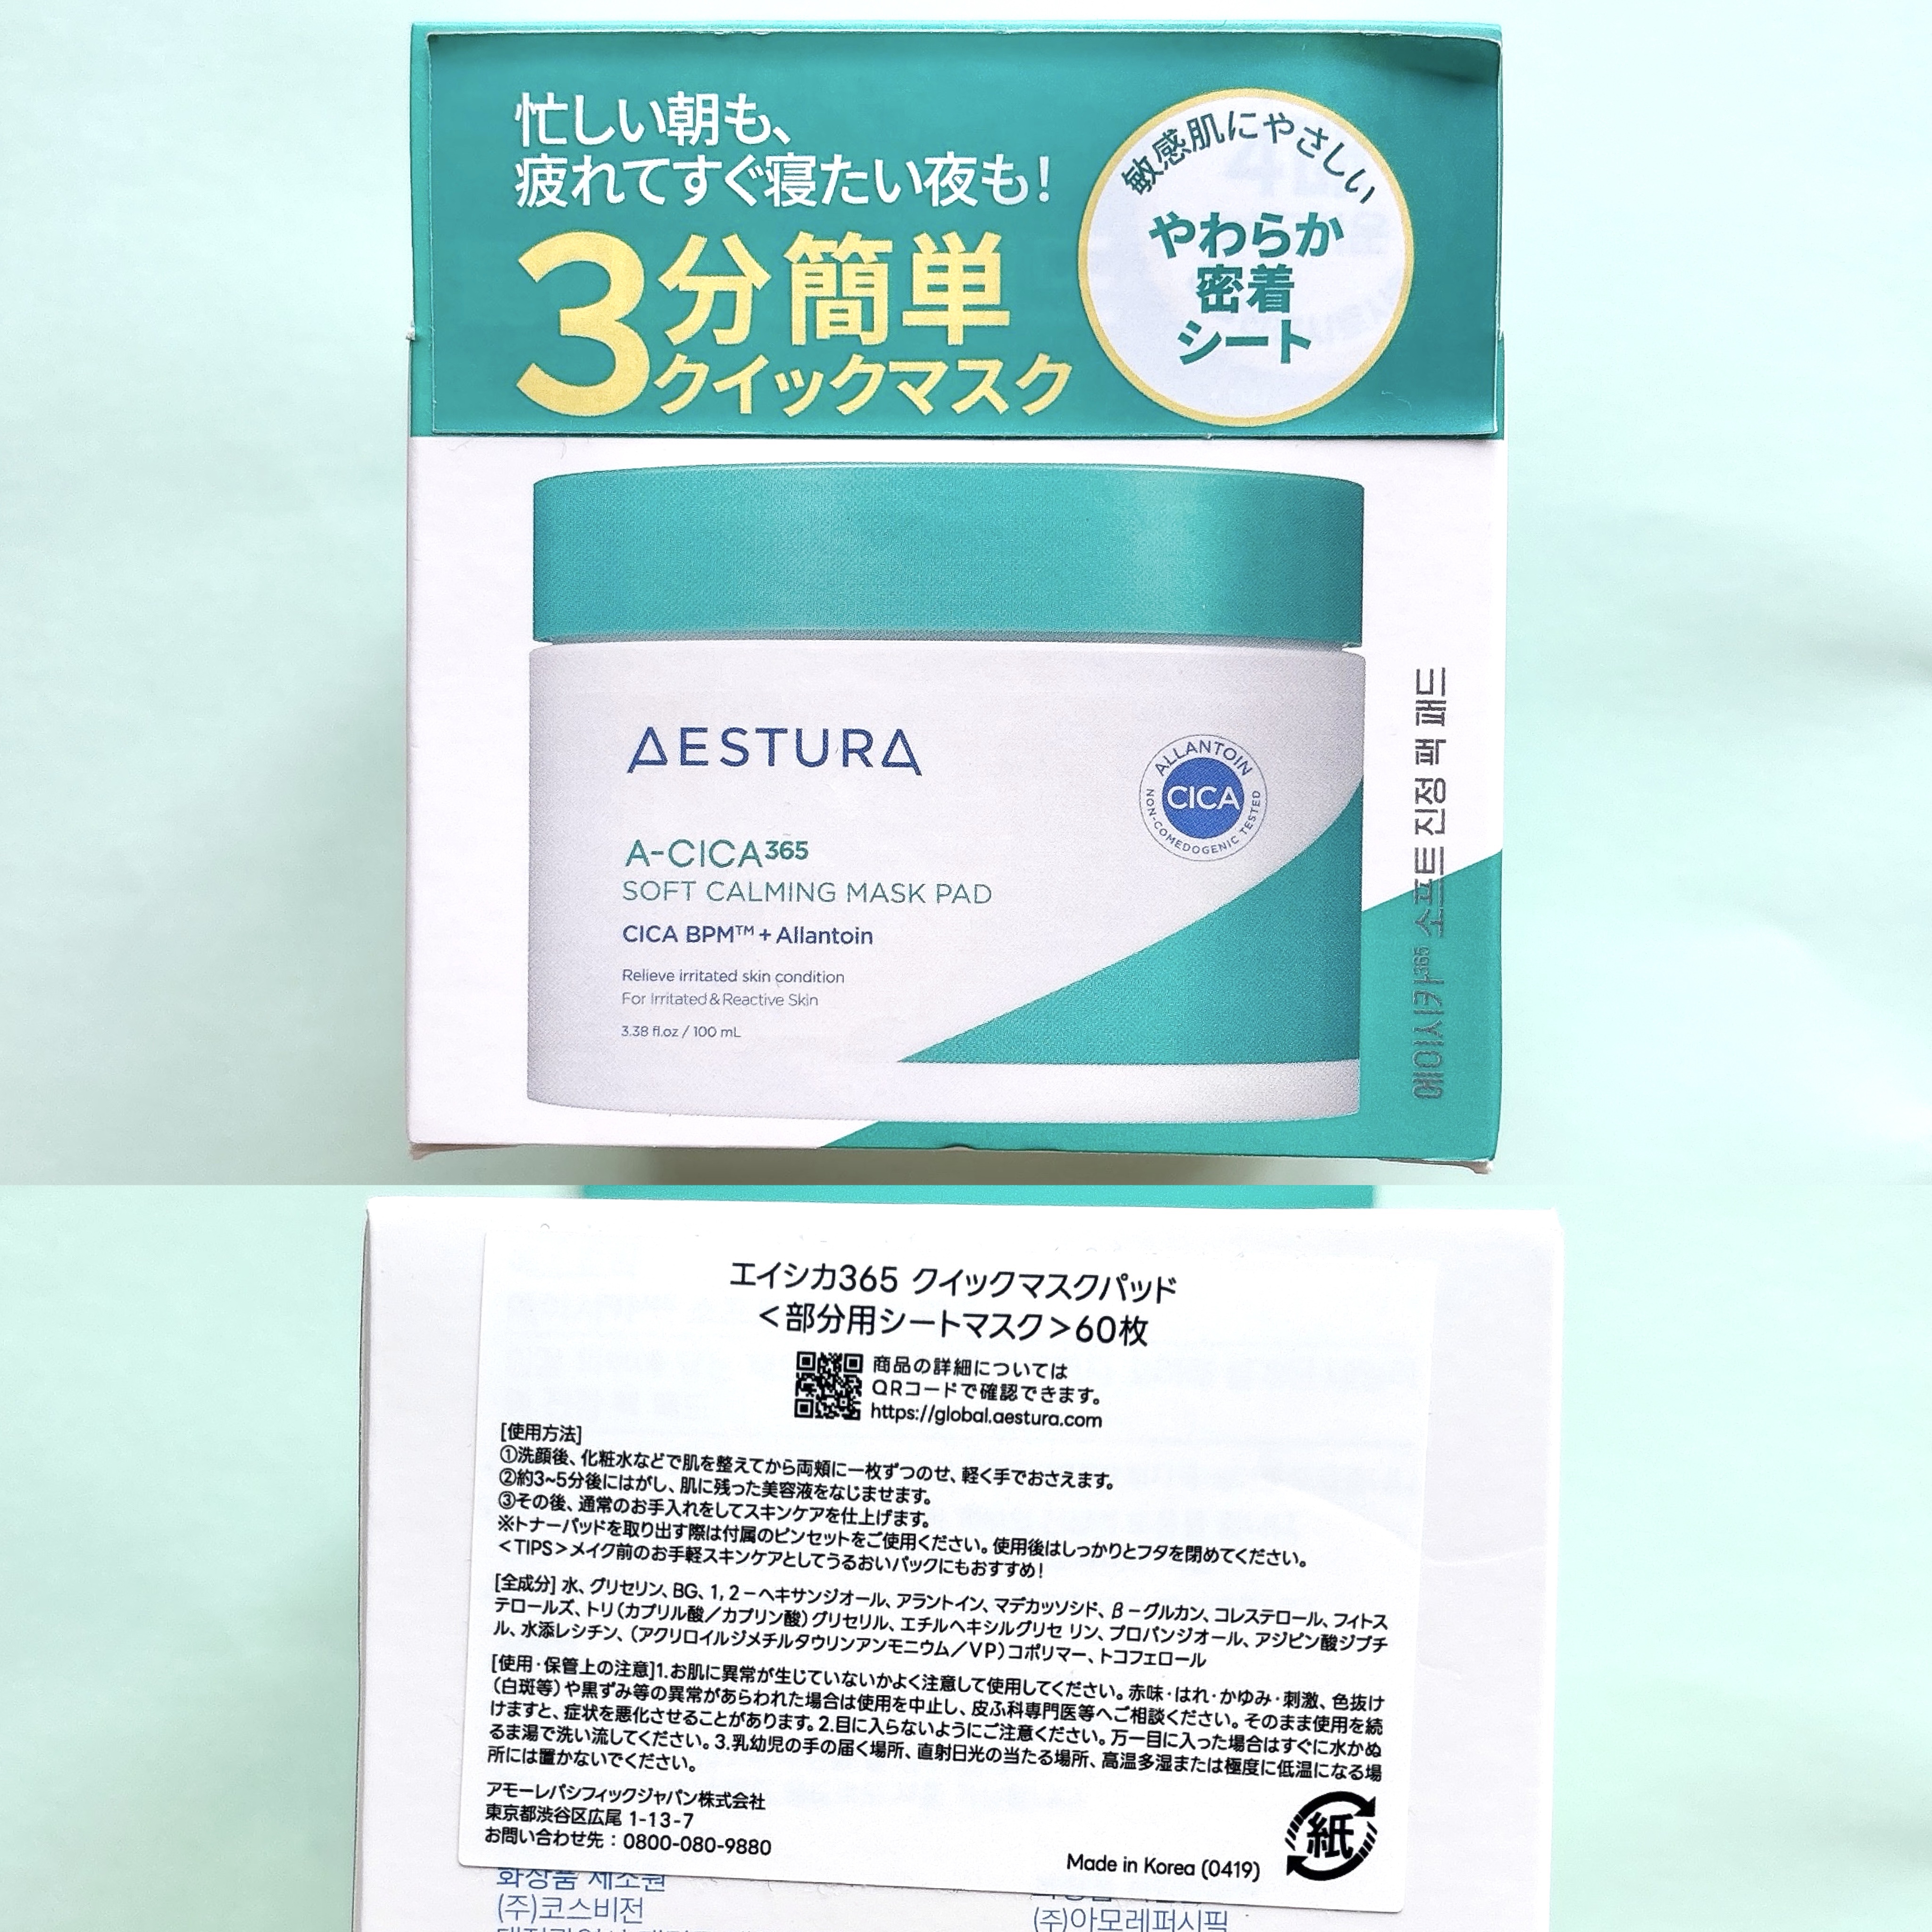 忙しい朝も、
疲れてすぐ寝たい夜も!
3分簡単
クイックマスク
敏感肌にやさしい
やわらか
密着
シート
AESTURA
ALLANTOIN
CICA
NON-COMEDOGENIC TESTED
A-CICA365
SOFT CALMING MASK PAD
CICA BPM™ + Allantoin
Relieve irritated skin condition
For Irritated & Reactive Skin
3.38 fl.oz / 100 mL
에이시카365 소프트 진정 팩 패드
エイシカ365 クイックマスクパッド
<部分用シートマスク>60枚
商品の詳細については
QRコードで確認できます。
https://global.aestura.com
[使用方法]
①洗顔後、化粧水などで肌を整えてから両頬に一枚ずつのせ、軽く手でおさえます。
②約3~5分後にはがし、肌に残った美容液をなじませます。
③その後、通常のお手入れをしてスキンケアを仕上げます。
※トナーパッドを取り出す際は付属のピンセットをご使用ください。使用後はしっかりとフタを閉めてください。
<TIPS>メイク前のお手軽スキンケアとしてうるおいパックにもおすすめ!
[全成分] 水、グリセリン、BG、1, 2-ヘキサンジオール、アラントイン、マデカッソシド、β-グルカン、コレステロール、フィトス
テロールズ、トリ(カプリル酸/カプリン酸)グリセリル、エチルヘキシルグリセ リン、プロパンジオール、アジピン酸ジブチ
ル、水添レシチン、(アクリロイルジメチルタウリンアンモニウム/VP)コポリマー、トコフェロール
[使用・保管上の注意]1.お肌に異常が生じていないかよく注意して使用してください。赤味・はれ・かゆみ・刺激、色抜け
(白斑等)や黒ずみ等の異常があらわれた場合は使用を中止し、皮ふ科専門医等へご相談ください。そのまま使用を続
けますと、症状を悪化させることがあります。2.目に入らないようにご注意ください。万一目に入った場合はすぐに水かぬ
るま湯で洗い流してください。3.乳幼児の手の届く場所、直射日光の当たる場所、高温多湿または極度に低温になる場
所には置かないでください。
アモーレパシフィックジャパン株式会社
東京都渋谷区広尾 1-13-7
お問い合わせ先 : 0800-080-9880
Made in Korea (0419)
紙
화장품 제조원
(주)코스비전
(주)아모레퍼시픽